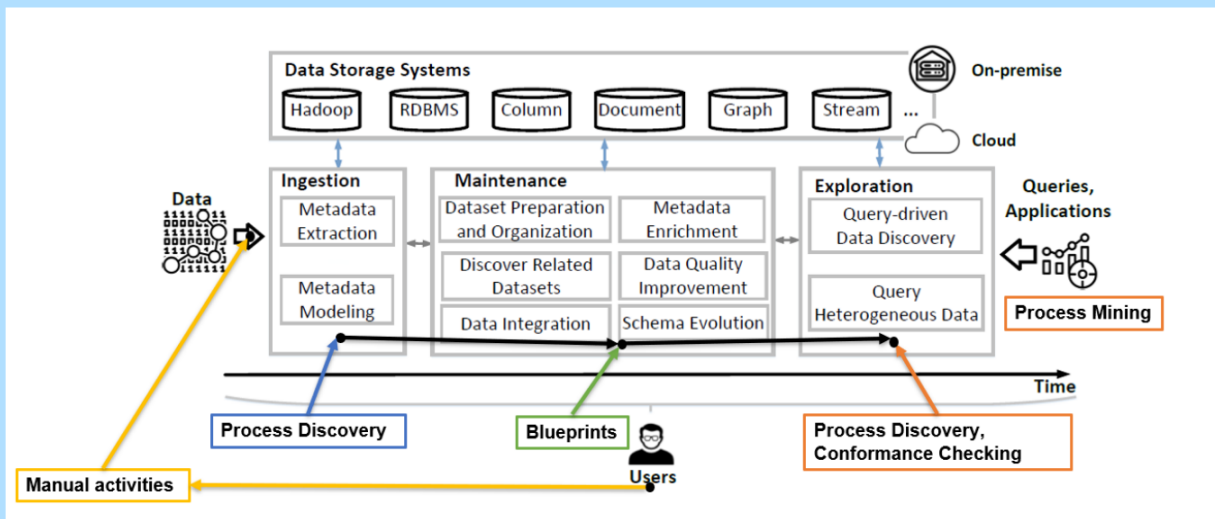 Data Storage Systems
On-premise
Hadoop
RDBMS
Column
Document
Graph
Stream
...
Cloud
Data
Ingestion
Metadata
Extraction
Metadata
Modeling
Maintenance
Dataset Preparation
and Organization
Metadata
Enrichment
Discover Related
Datasets
Data Quality
Improvement
Data Integration
Schema Evolution
Exploration
Query-driven
Data Discovery
Query
Heterogeneous Data
Queries,
Applications
Process Mining
Time
Process Discovery
Blueprints
Process Discovery,
Conformance Checking
Users
Manual activities